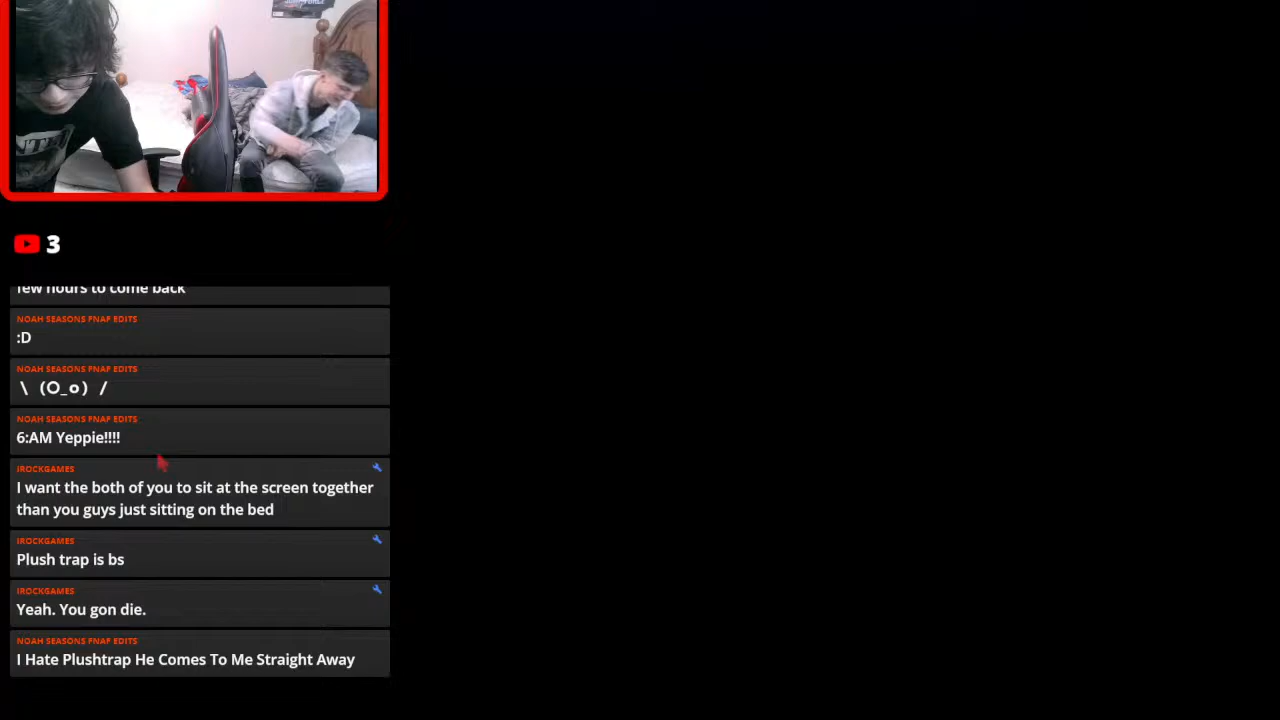 3
few hours to come back
NOAH SEASONS FNAF EDITS
:D
NOAH SEASONS FNAF EDITS
\ (O_o) /
NOAH SEASONS FNAF EDITS
6:AM Yeppie!!!!
IROCKGAMES
I want the both of you to sit at the screen together
than you guys just sitting on the bed
IROCKGAMES
Plush trap is bs
IROCKGAMES
Yeah. You gon die.
NOAH SEASONS FNAF EDITS
I Hate Plushtrap He Comes To Me Straight Away